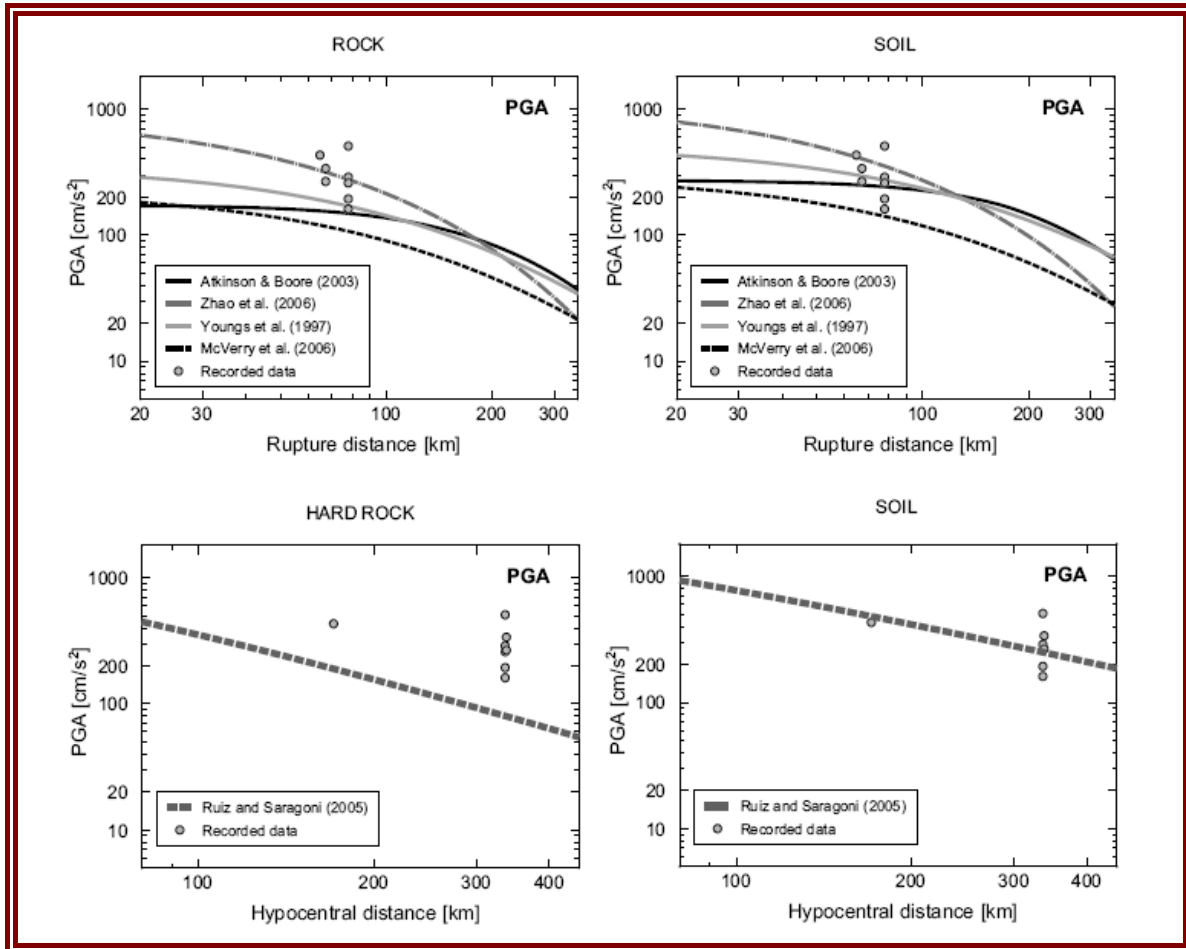 ROCK
PGA
PGA [cm/s²]
1000
200
100
20
10
Atkinson & Boore (2003)
Zhao et al. (2006)
Youngs et al. (1997)
McVerry et al. (2006)
Recorded data
20 30 100 200 300
Rupture distance [km]
SOIL
PGA
PGA [cm/s²]
1000
200
100
20
10
Atkinson & Boore (2003)
Zhao et al. (2006)
Youngs et al. (1997)
McVerry et al. (2006)
Recorded data
20 30 100 200 300
Rupture distance [km]
HARD ROCK
PGA
PGA [cm/s²]
1000
200
100
20
10
Ruiz and Saragoni (2005)
Recorded data
100 200 300 400
Hypocentral distance [km]
SOIL
PGA
PGA [cm/s²]
1000
200
100
20
10
Ruiz and Saragoni (2005)
Recorded data
100 200 300 400
Hypocentral distance [km]